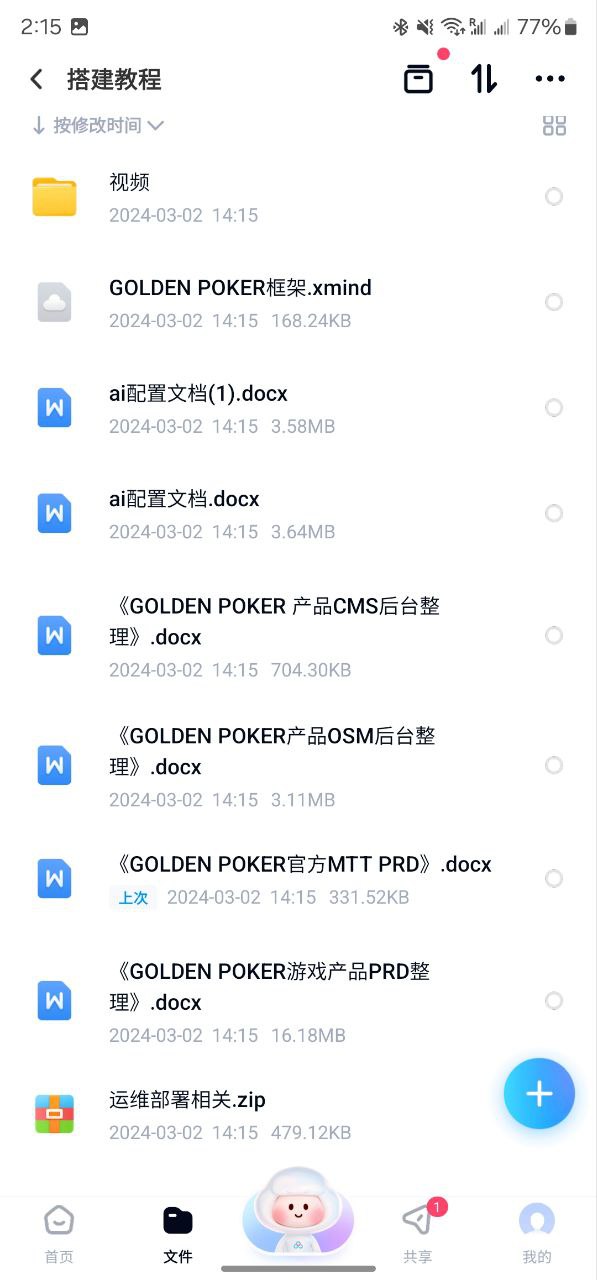 2:15
R
77%
搭建教程
按修改时间
视频
2024-03-02 14:15
GOLDEN POKER框架.xmind
2024-03-02 14:15 168.24KB
W
ai配置文档(1).docx
2024-03-02 14:15 3.58MB
W
ai配置文档.docx
2024-03-02 14:15 3.64MB
W
《GOLDEN POKER 产品CMS后台整
理》.docx
2024-03-02 14:15 704.30KB
W
《GOLDEN POKER产品OSM后台整
理》.docx
2024-03-02 14:15 3.11MB
W
《GOLDEN POKER官方MTT PRD》.docx
上次 2024-03-02 14:15 331.52KB
W
《GOLDEN POKER游戏产品PRD整
理》.docx
2024-03-02 14:15 16.18MB
运维部署相关.zip
2024-03-02 14:15 479.12KB
1
首页
文件
共享
我的